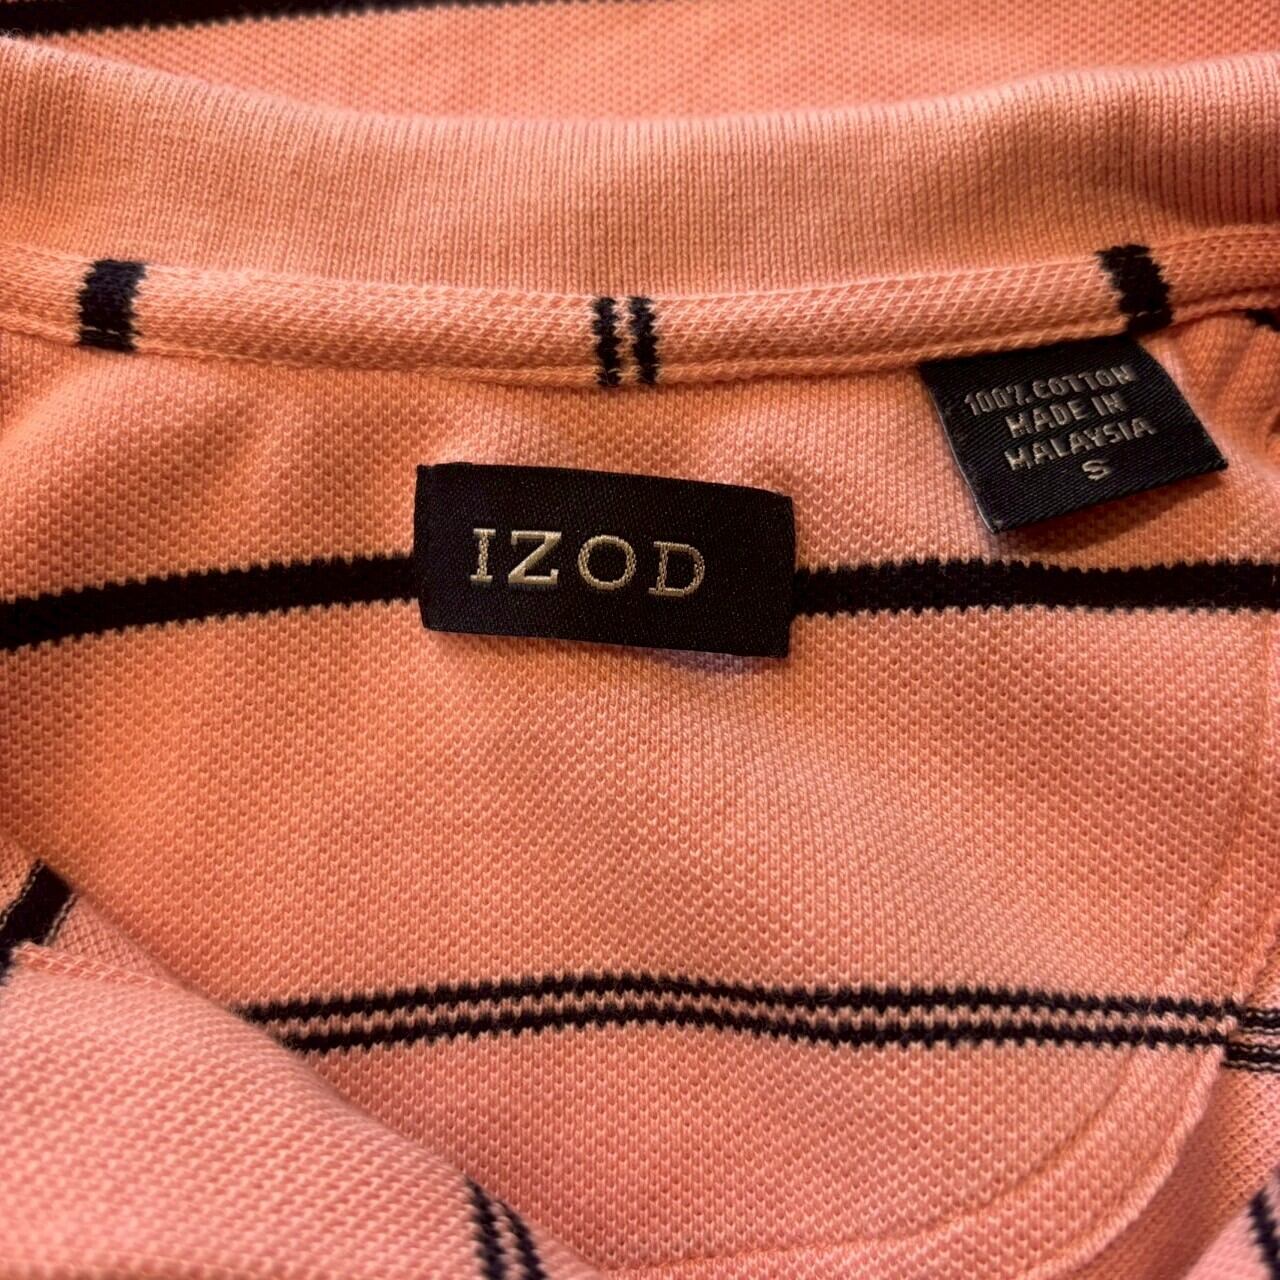 IZOD
100% COTTON
MADE IN
MALAYSIA
S